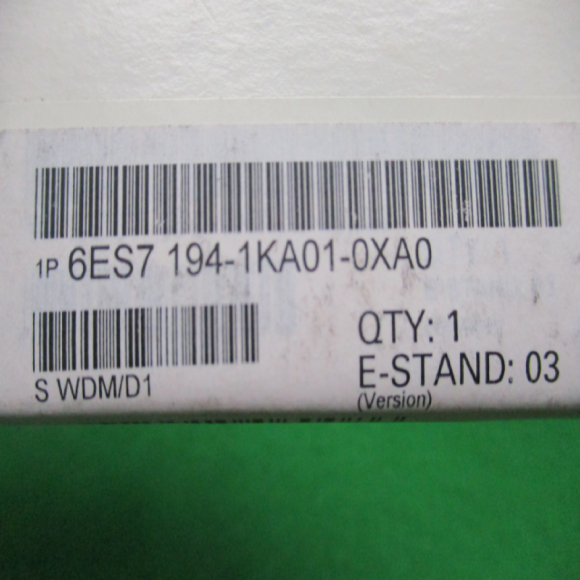 1P 6ES7 194-1KA01-0XA0
QTY: 1
S WDM/D1
E-STAND: 03
(Version)